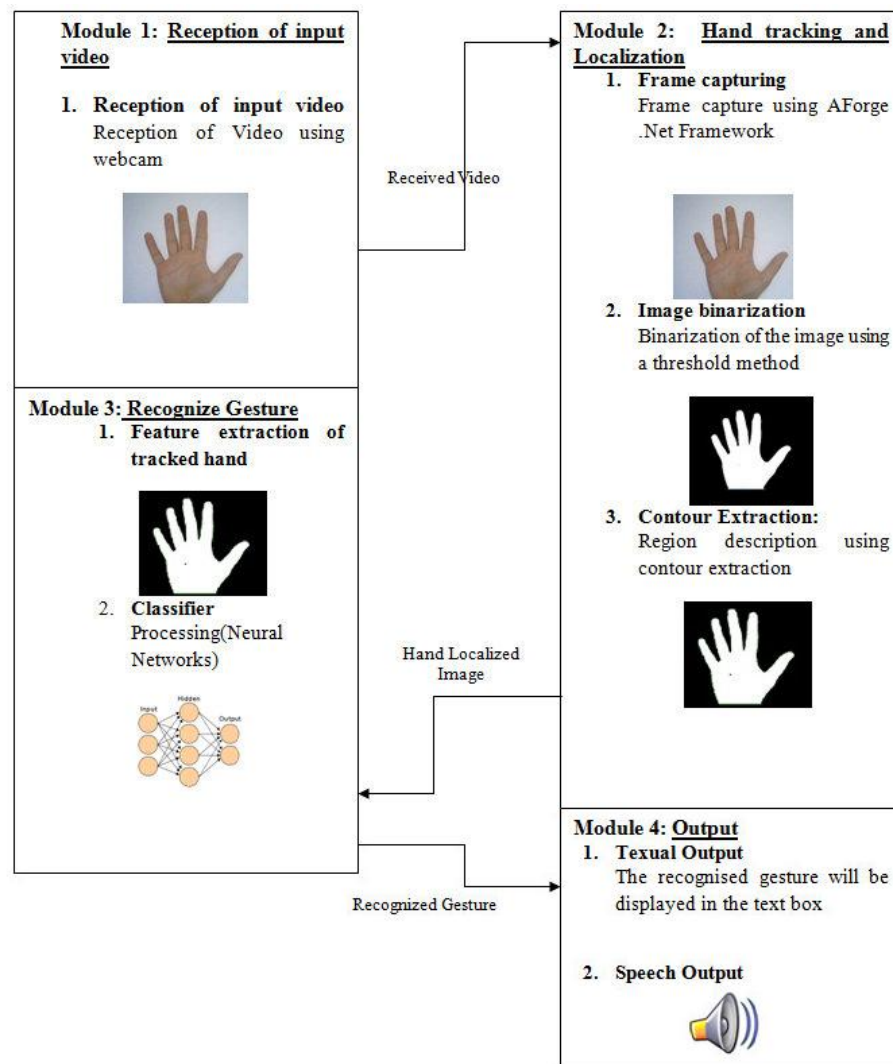 Module 1: Reception of input
video
1. Reception of input video
Reception of Video using
webcam
Received Video
Module 2: Hand tracking and
Localization
1. Frame capturing
Frame capture using AForge
.Net Framework
2. Image binarization
Binarization of the image using
a threshold method
3. Contour Extraction:
Region description using
contour extraction
Hand Localized
Image
Module 3: Recognize Gesture
1. Feature extraction of
tracked hand
2. Classifier
Processing(Neural
Networks)
Input
Hidden
Output
Recognized Gesture
Module 4: Output
1. Texual Output
The recognised gesture will be
displayed in the text box
2. Speech Output